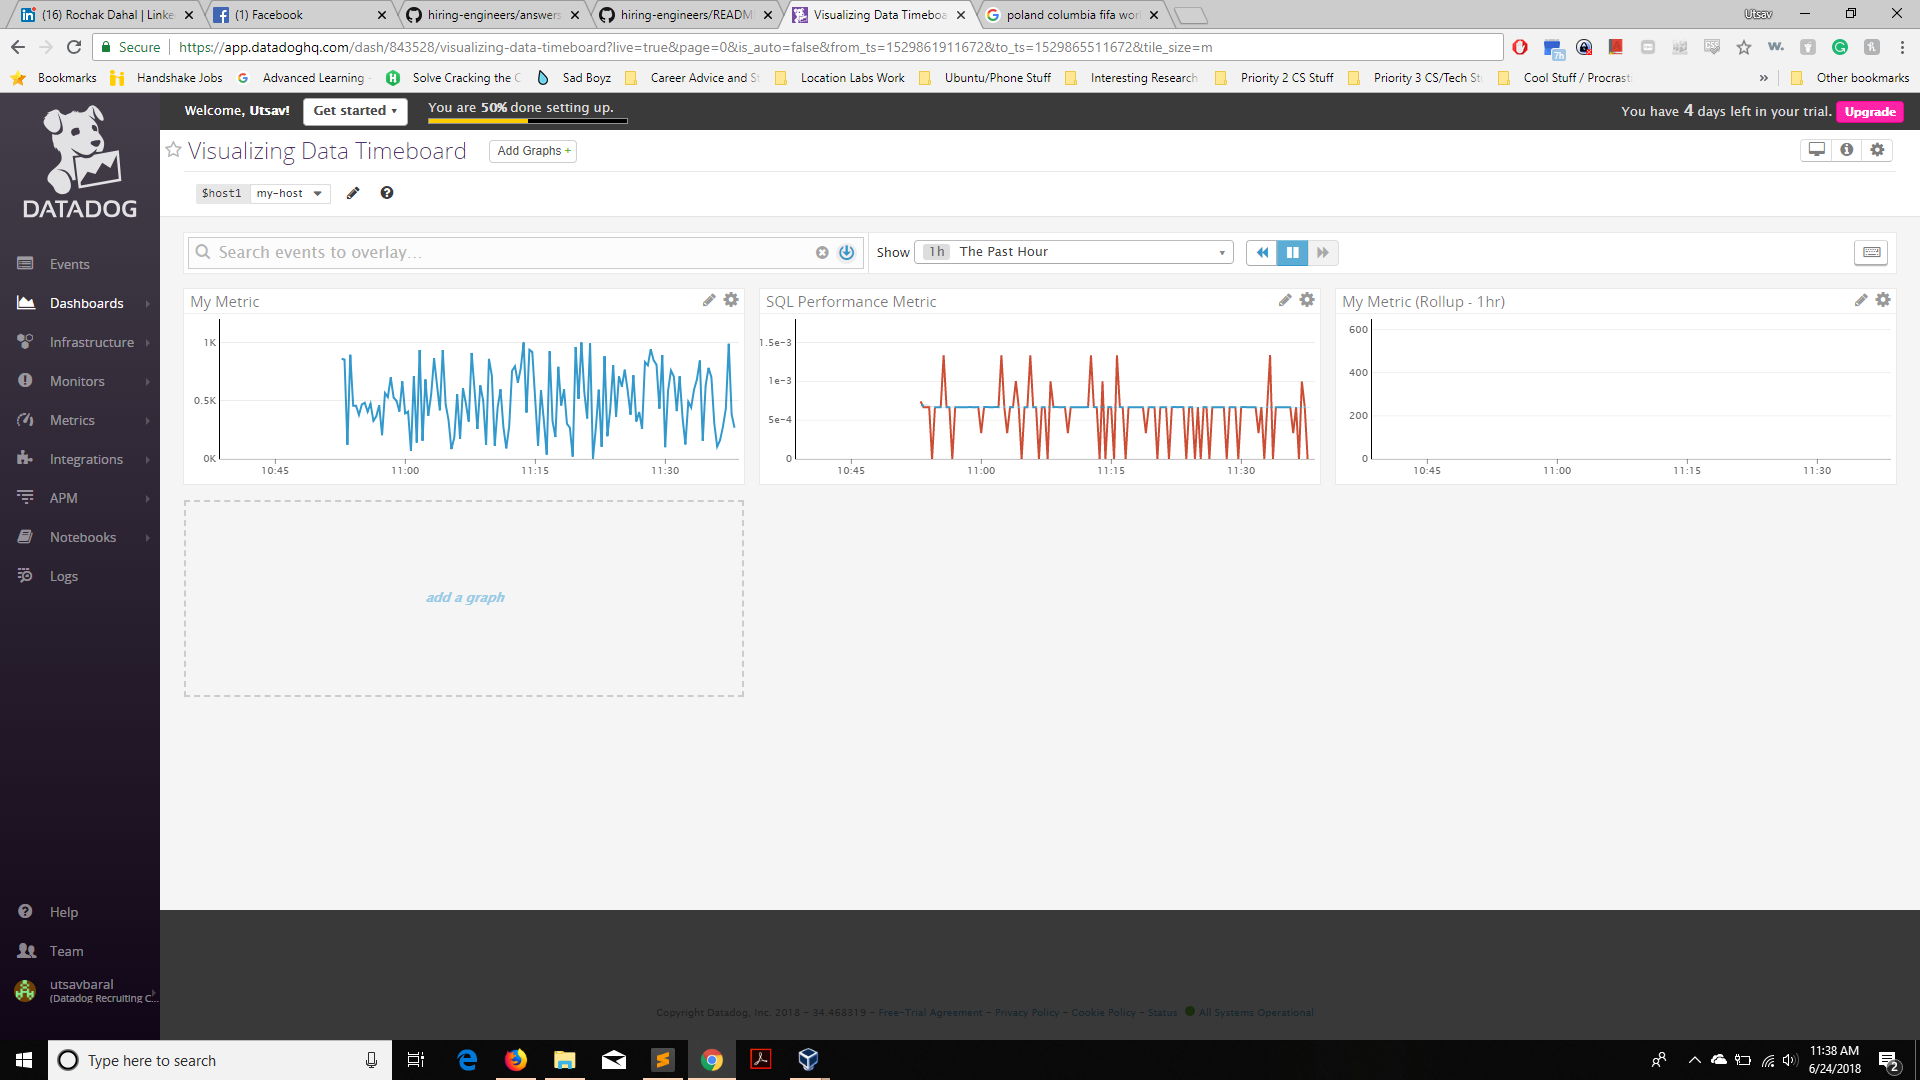 (16) Rochak Dahal | Linke
(1) Facebook
hiring-engineers/answers
hiring-engineers/READM
Visualizing Data Timeboa
poland columbia fifa wor
Utsav
Secure
https://app.datadoghq.com/dash/843528/visualizing-data-timeboard?live=true&page=0&is_auto=false&from_ts=1529861911672&to_ts=1529865511672&tile_size=m
7h
Bookmarks
Handshake Jobs
Advanced Learning
Solve Cracking the C
Sad Boyz
Career Advice and St
Location Labs Work
Ubuntu/Phone Stuff
Interesting Research
Priority 2 CS Stuff
Priority 3 CS/Tech St
Cool Stuff / Procrasti
»
Other bookmarks
DATADOG
Welcome, Utsav!
Get started
You are 50% done setting up.
You have 4 days left in your trial.
Upgrade
Visualizing Data Timeboard
Add Graphs +
$host1
my-host
Search events to overlay...
Show
1h
The Past Hour
Events
Dashboards
Infrastructure
Monitors
Metrics
Integrations
APM
Notebooks
Logs
My Metric
1K
0.5K
0K
10:45
11:00
11:15
11:30
SQL Performance Metric
1.5e-3
1e-3
5e-4
0
10:45
11:00
11:15
11:30
My Metric (Rollup - 1hr)
600
400
200
0
10:45
11:00
11:15
11:30
add a graph
Help
Team
utsavbaral
(Datadog Recruiting C...
Copyright Datadog, Inc. 2018 - 34.468319 - Free-Trial Agreement - Privacy Policy - Cookie Policy - Status All Systems Operational
Type here to search
11:38 AM
6/24/2018
2